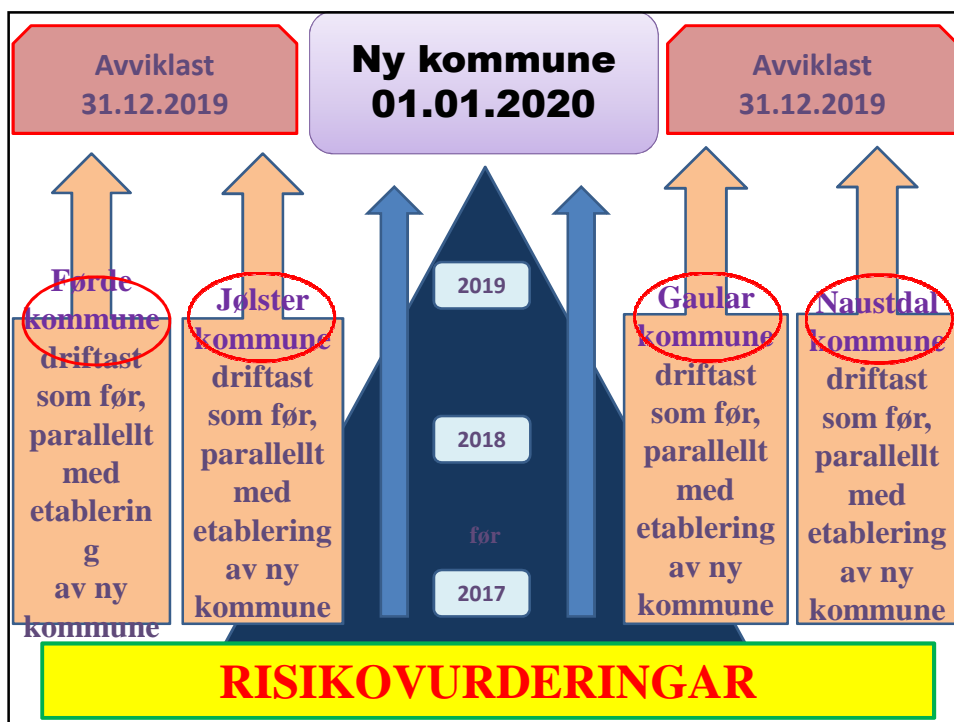 Avviklast
31.12.2019
Ny kommune
01.01.2020
Avviklast
31.12.2019
Førde
kommune
driftast
som før,
parallellt
med
etablerin
g
av ny
kommune
Jølster
kommune
driftast
som før,
parallellt
med
etablering
av ny
kommune
2019
2018
før
2017
Gaular
kommune
driftast
som før,
parallellt
med
etablering
av ny
kommune
Naustdal
kommune
driftast
som før,
parallellt
med
etablering
av ny
kommune
RISIKOVURDERINGAR